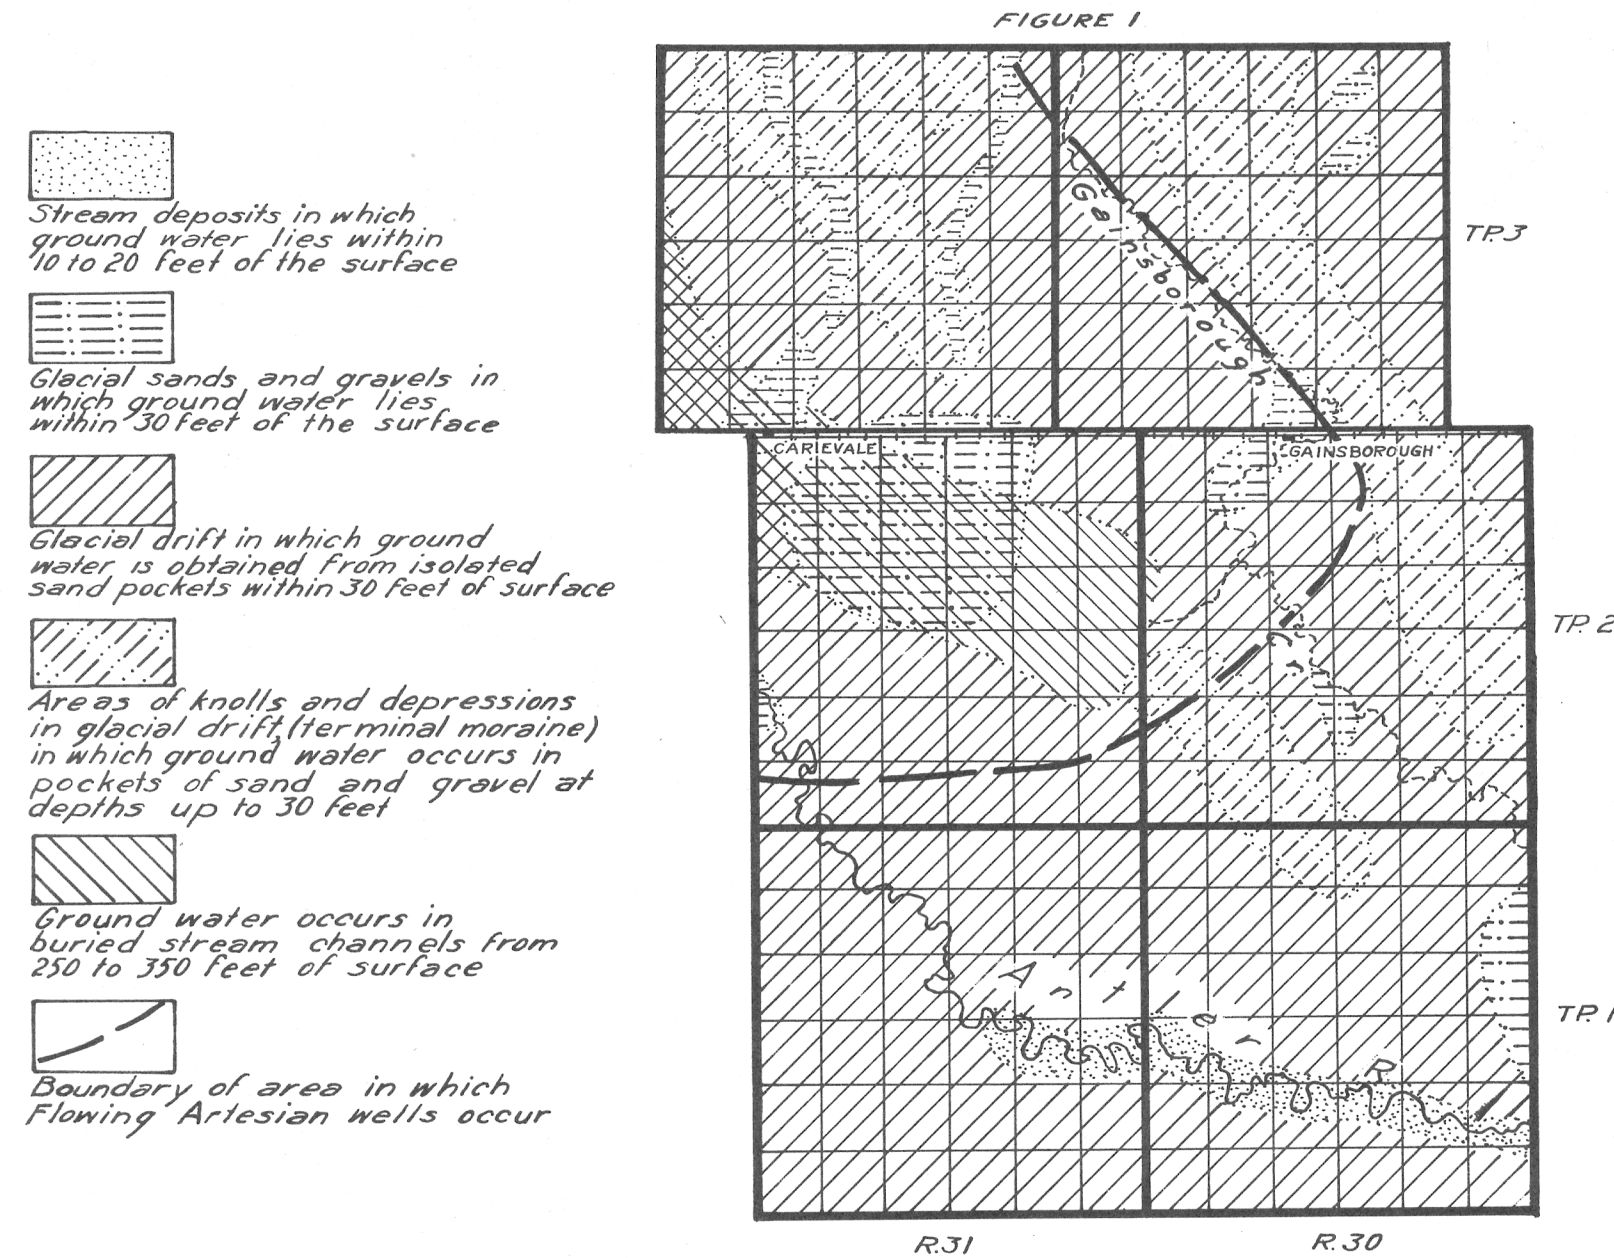 FIGURE 1
Stream deposits in which
ground water lies within
10 to 20 feet of the surface
Glacial sands and gravels in
which ground water lies
within 30 feet of the surface
Glacial drift in which ground
water is obtained from isolated
sand pockets within 30 feet of surface
Areas of knolls and depressions
in glacial drift, (terminal moraine)
in which ground water occurs in
pockets of sand and gravel at
depths up to 30 feet
Ground water occurs in
buried stream channels from
250 to 350 feet of surface
Boundary of area in which
Flowing Artesian wells occur
Gainsborough
TP. 3
CARIEVALE
GAINSBOROUGH
Cr.
TP. 2
Antler
R
TP. 1
R.31
R.30